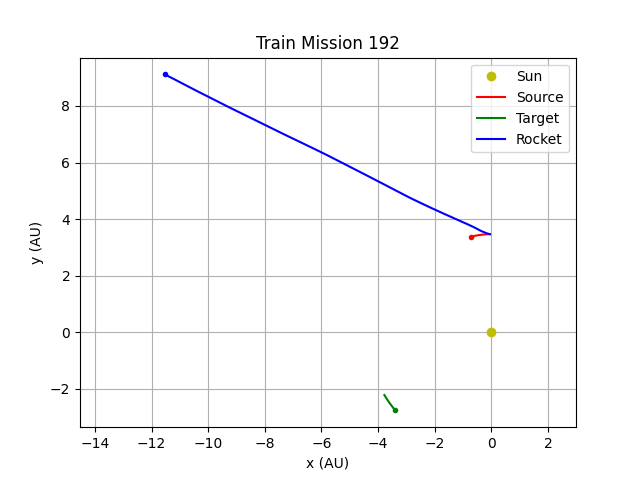 Train Mission 192
Sun
Source
Target
Rocket
y (AU)
8
6
4
2
0
−2
−14 −12 −10 −8 −6 −4 −2 0 2
x (AU)